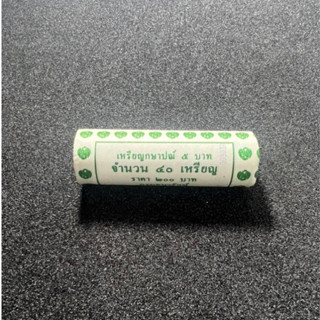 เหรียญกษาปณ์ ๕ บาท
จำนวน ๔๐ เหรียญ
ราคา ๒๐๐ บาท